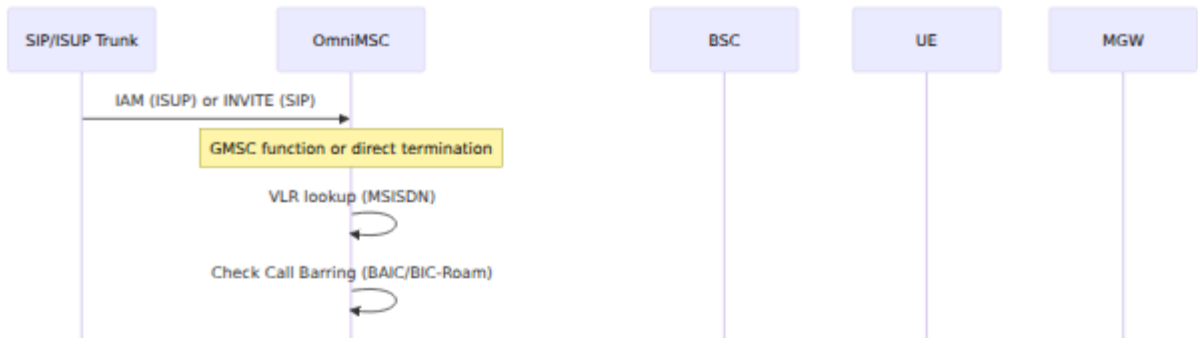 SIP/ISUP Trunk
OmniMSC
BSC
UE
MGW
IAM (ISUP) or INVITE (SIP)
GMSC function or direct termination
VLR lookup (MSISDN)
Check Call Barring (BAIC/BIC-Roam)